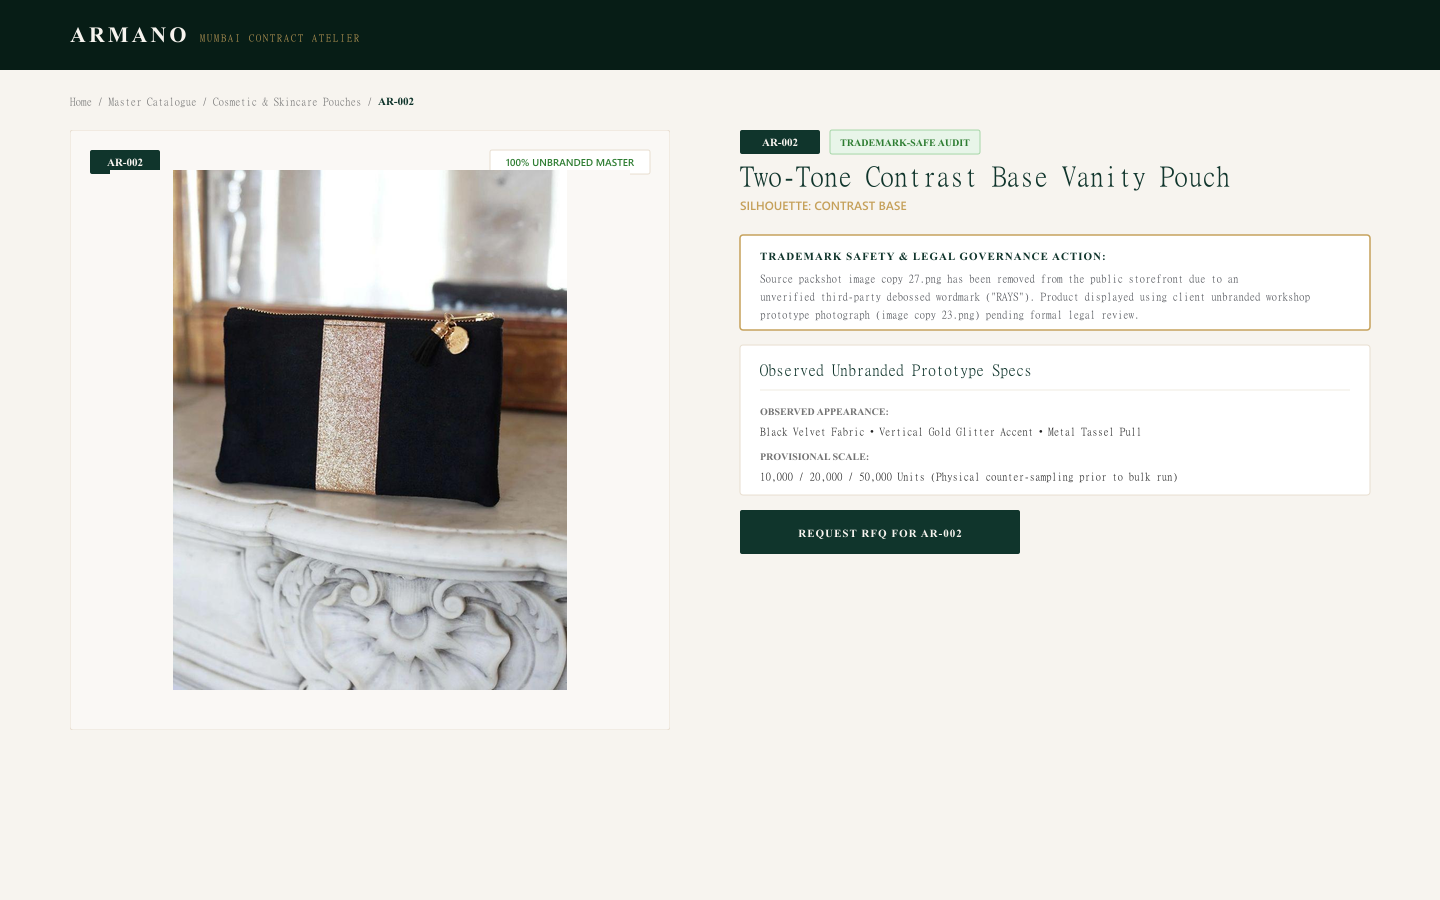 ARMANO MUMBAI CONTRACT ATELIER
Home / Master Catalogue / Cosmetic & Skincare Pouches / AR-002
AR-002
100% UNBRANDED MASTER
AR-002
TRADEMARK-SAFE AUDIT
Two-Tone Contrast Base Vanity Pouch
SILHOUETTE: CONTRAST BASE
TRADEMARK SAFETY & LEGAL GOVERNANCE ACTION:
Source packshot image copy 27.png has been removed from the public storefront due to an
unverified third-party debossed wordmark ("RAYS"). Product displayed using client unbranded workshop
prototype photograph (image copy 23.png) pending formal legal review.
Observed Unbranded Prototype Specs
OBSERVED APPEARANCE:
Black Velvet Fabric • Vertical Gold Glitter Accent • Metal Tassel Pull
PROVISIONAL SCALE:
10,000 / 20,000 / 50,000 Units (Physical counter-sampling prior to bulk run)
REQUEST RFQ FOR AR-002